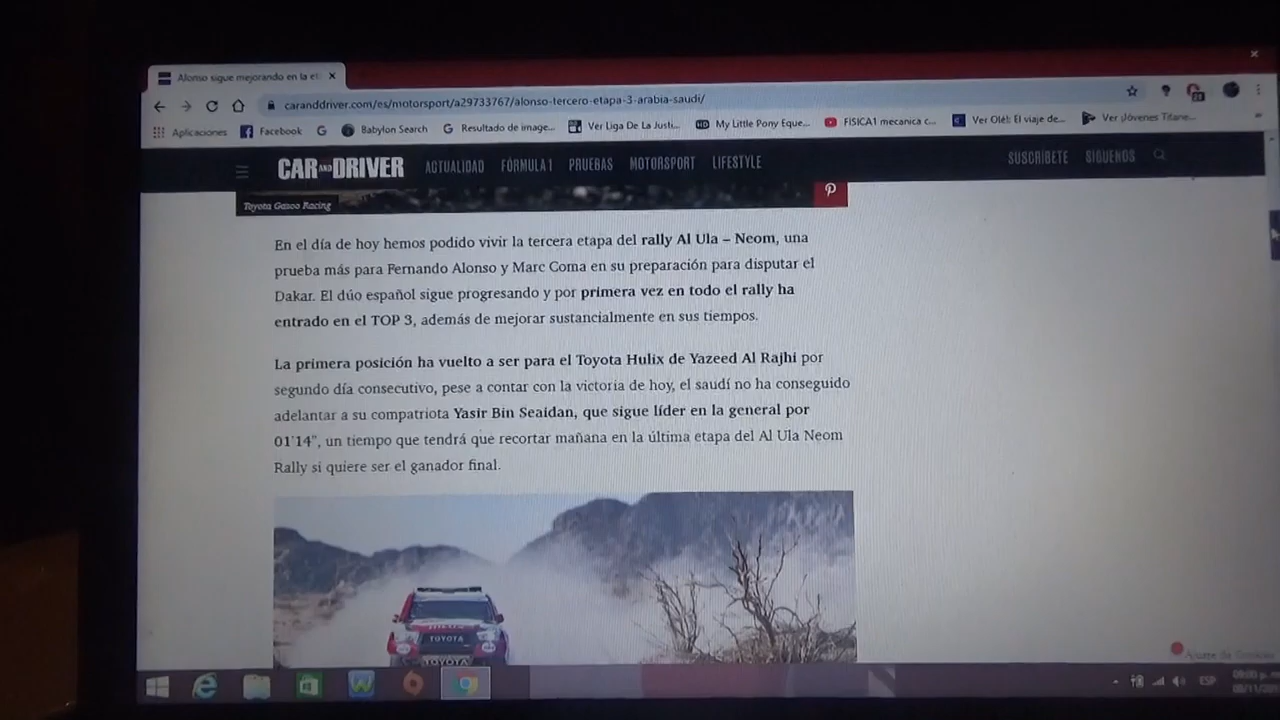 Alonso sigue mejorando en la et
caranddriver.com/es/motorsport/a29733767/alonso-tercero-etapa-3-arabia-saudi/
Aplicaciones Facebook Babylon Search Resultado de image... Ver Liga De La Justi... My Little Pony Eque... FISICA1 mecanica c... Ver Olé!: El viaje de... Ver ¡Jóvenes Titane...
CAR AND DRIVER ACTUALIDAD FÓRMULA 1 PRUEBAS MOTORSPORT LIFESTYLE SUSCRÍBETE SÍGUENOS
Toyota Gazoo Racing
En el día de hoy hemos podido vivir la tercera etapa del rally Al Ula – Neom, una
prueba más para Fernando Alonso y Marc Coma en su preparación para disputar el
Dakar. El dúo español sigue progresando y por primera vez en todo el rally ha
entrado en el TOP 3, además de mejorar sustancialmente en sus tiempos.
La primera posición ha vuelto a ser para el Toyota Hulix de Yazeed Al Rajhi por
segundo día consecutivo, pese a contar con la victoria de hoy, el saudí no ha conseguido
adelantar a su compatriota Yasir Bin Seaidan, que sigue líder en la general por
01'14", un tiempo que tendrá que recortar mañana en la última etapa del Al Ula Neom
Rally si quiere ser el ganador final.
TOYOTA
TOYOTA
ESP